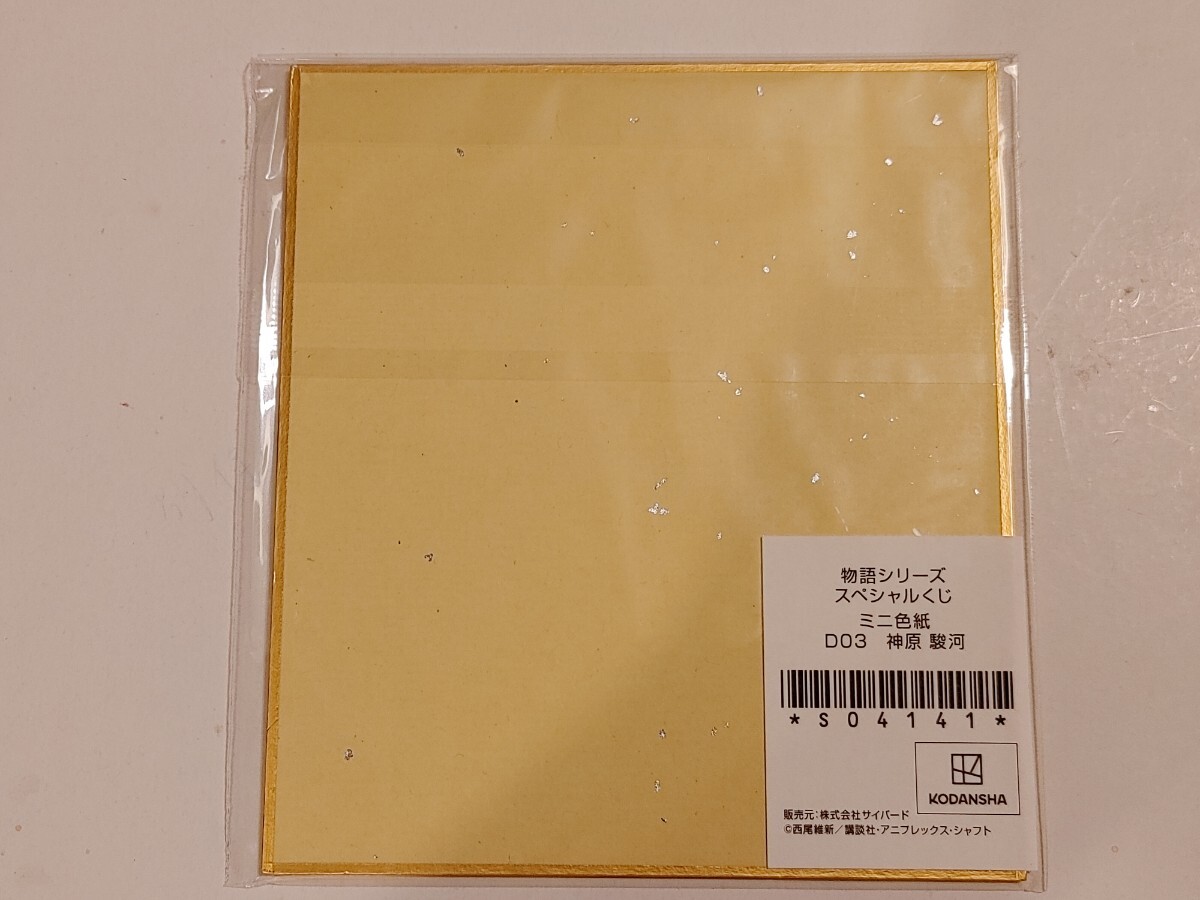 物語シリーズ
スペシャルくじ
ミニ色紙
D03　神原 駿河
*S04141*
KODANSHA
販売元:株式会社サイバード
©西尾維新／講談社・アニプレックス・シャフト